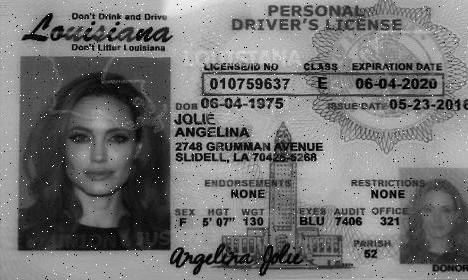 Don't Drink and Drive
Louisiana
Don't Litter Louisiana
PERSONAL
DRIVER'S LICENSE
LICENSE/ID NO CLASS EXPIRATION DATE
010759637 E 06-04-2020
DOB 06-04-1975 ISSUE DATE 05-23-2016
JOLIE
ANGELINA
2748 GRUMMAN AVENUE
SLIDELL, LA 70425-5268
ENDORSEMENTS RESTRICTIONS
NONE NONE
SEX HGT WGT EYES AUDIT OFFICE
F 5' 07" 130 BLU 7406 321
PARISH
52
Angelina Jolie
DONOR